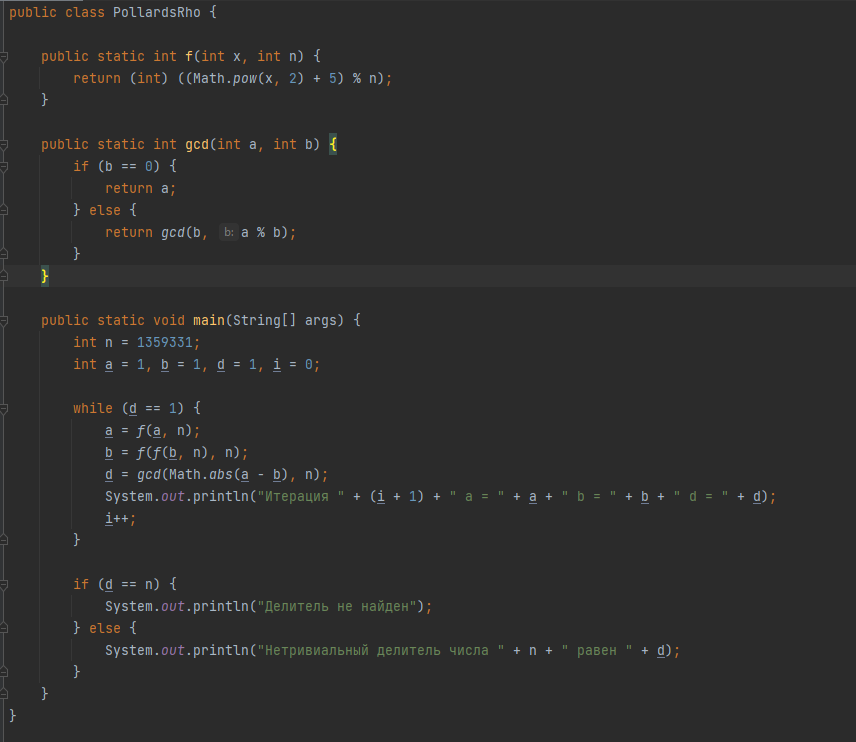 public class PollardsRho {
public static int f(int x, int n) {
return (int) ((Math.pow(x, 2) + 5) % n);
}
public static int gcd(int a, int b) {
if (b == 0) {
return a;
} else {
return gcd(b, b: a % b);
}
}
public static void main(String[] args) {
int n = 1359331;
int a = 1, b = 1, d = 1, i = 0;
while (d == 1) {
a = f(a, n);
b = f(f(b, n), n);
d = gcd(Math.abs(a - b), n);
System.out.println("Итерация " + (i + 1) + " a = " + a + " b = " + b + " d = " + d);
i++;
}
if (d == n) {
System.out.println("Делитель не найден");
} else {
System.out.println("Нетривиальный делитель числа " + n + " равен " + d);
}
}
}